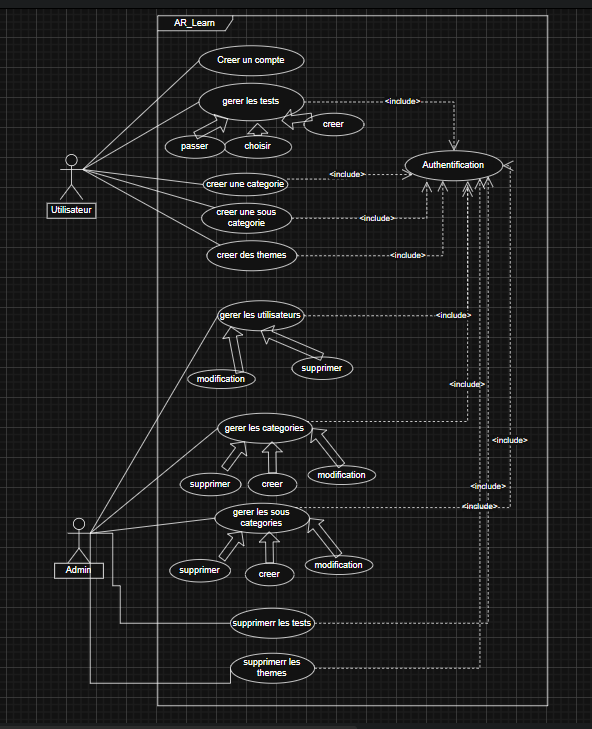 AR_Learn
Creer un compte
gerer les tests
<include>
creer
passer
choisir
Authentification
<include>
creer une categorie
Utilisateur
creer une sous
categorie
<include>
creer des themes
<include>
gerer les utilisateurs
<include>
supprimer
modification
<include>
gerer les categories
<include>
modification
supprimer
creer
<include>
<include>
gerer les sous
categories
modification
supprimer
creer
Admin
supprimerr les tests
supprimerr les
themes